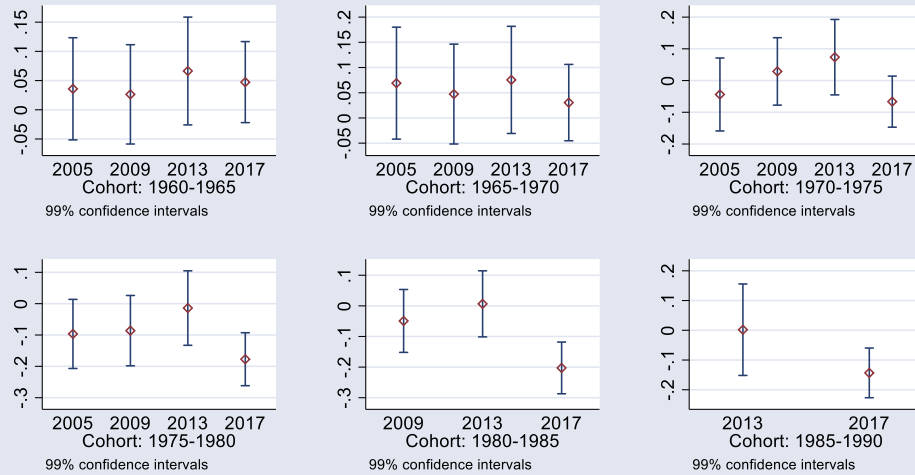 .15
.1
.05
0
-.05
2005 2009 2013 2017
Cohort: 1960-1965
99% confidence intervals
.2
.15
.1
.05
0
-.05
2005 2009 2013 2017
Cohort: 1965-1970
99% confidence intervals
.2
.1
0
-.1
-.2
2005 2009 2013 2017
Cohort: 1970-1975
99% confidence intervals
.1
0
-.1
-.2
-.3
2005 2009 2013 2017
Cohort: 1975-1980
99% confidence intervals
.1
0
-.1
-.2
-.3
2009 2013 2017
Cohort: 1980-1985
99% confidence intervals
.2
.1
0
-.1
-.2
2013 2017
Cohort: 1985-1990
99% confidence intervals